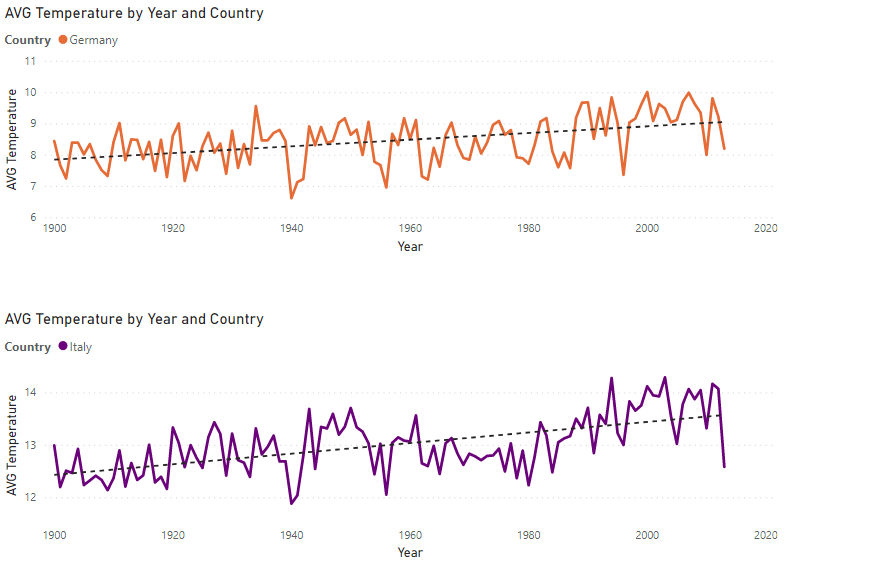 AVG Temperature by Year and Country
Country Germany
11
10
9
8
7
6
AVG Temperature
1900 1920 1940 1960 1980 2000 2020
Year
AVG Temperature by Year and Country
Country Italy
14
13
12
AVG Temperature
1900 1920 1940 1960 1980 2000 2020
Year